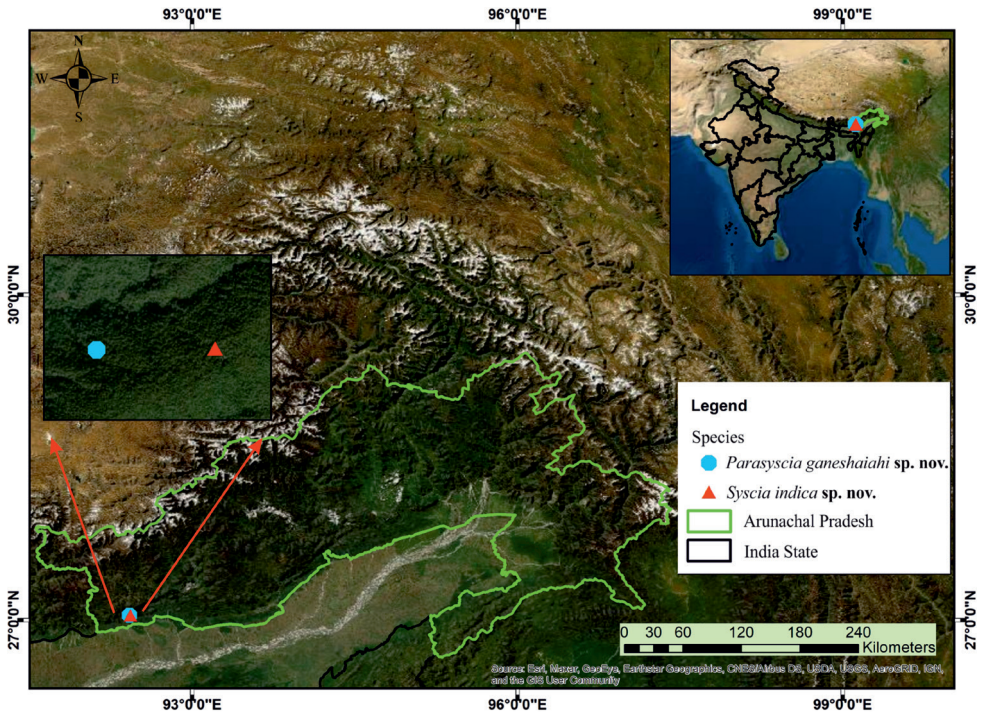 93°0'0"E 96°0'0"E 99°0'0"E
N
W E
S
30°0'0"N 30°0'0"N
Legend
Species
Parasyscia ganeshaiahi sp. nov.
Syscia indica sp. nov.
Arunachal Pradesh
India State
27°0'0"N 27°0'0"N
0 30 60 120 180 240
Kilometers
Source: Esri, Maxar, GeoEye, Earthstar Geographics, CNES/Airbus DS, USDA, USGS, AeroGRID, IGN,
and the GIS User Community
93°0'0"E 96°0'0"E 99°0'0"E